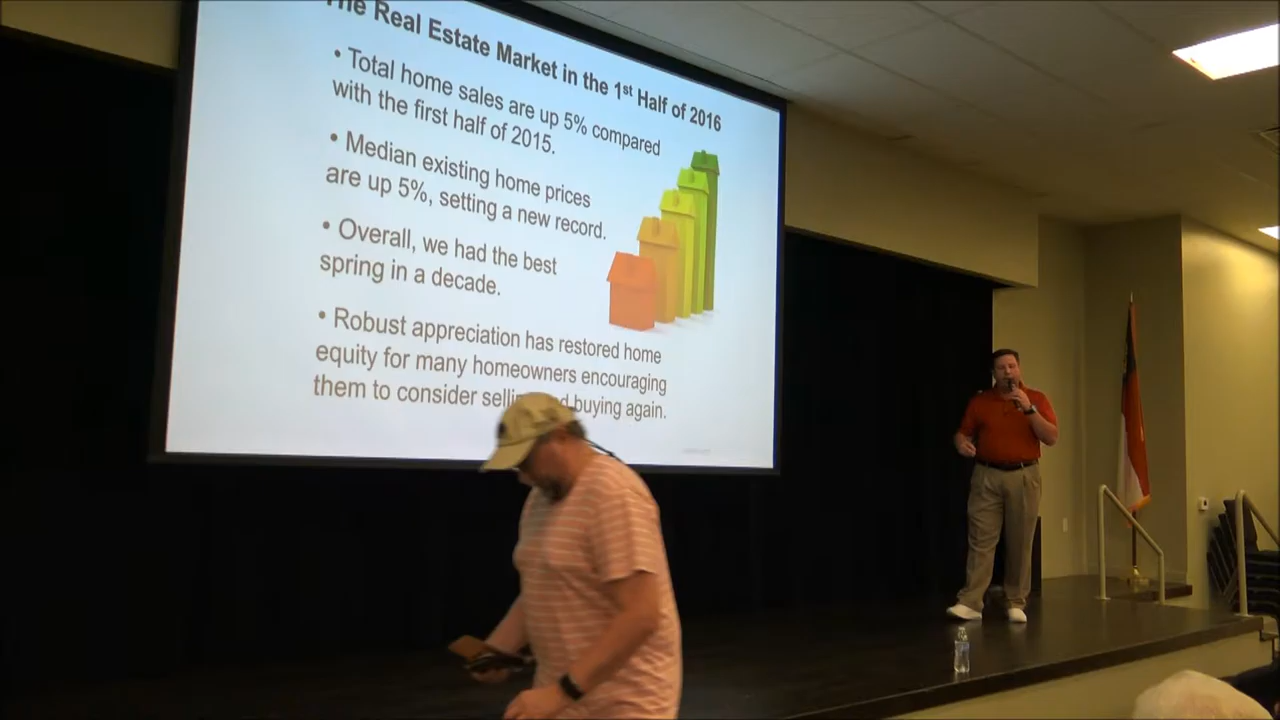 The Real Estate Market in the 1st Half of 2016
• Total home sales are up 5% compared
with the first half of 2015.
• Median existing home prices
are up 5%, setting a new record.
• Overall, we had the best
spring in a decade.
• Robust appreciation has restored home
equity for many homeowners encouraging
them to consider buying again.